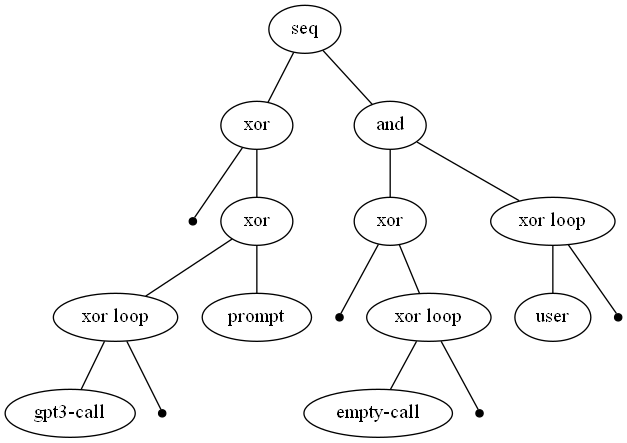 seq
xor
and
xor
xor
xor loop
xor loop
prompt
xor loop
user
gpt3-call
empty-call